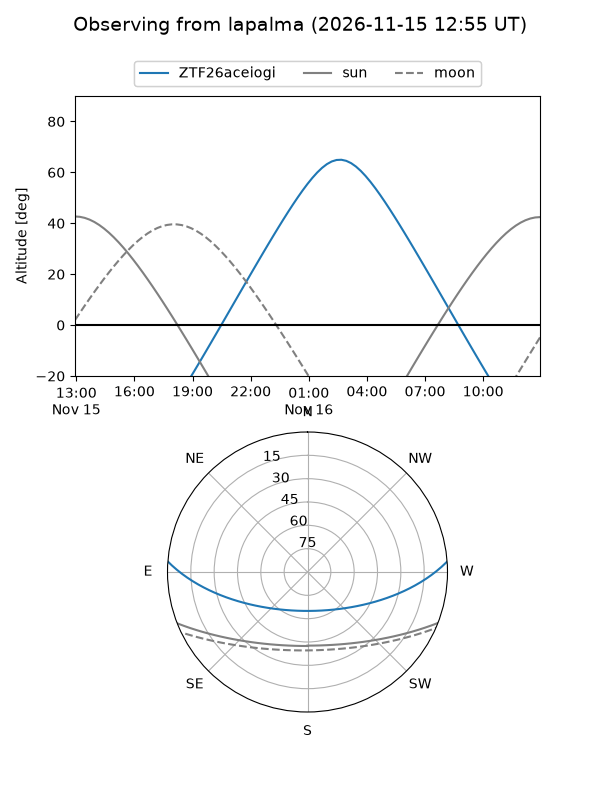 Observing from lapalma (2026-11-15 12:55 UT)
ZTF26aceiogi sun moon
Altitude [deg]
80
60
40
20
0
−20
13:00 16:00 19:00 22:00 01:00 04:00 07:00 10:00
Nov 15 Nov 16
N
NE NW
15
30
45
60
75
E W
SE SW
S